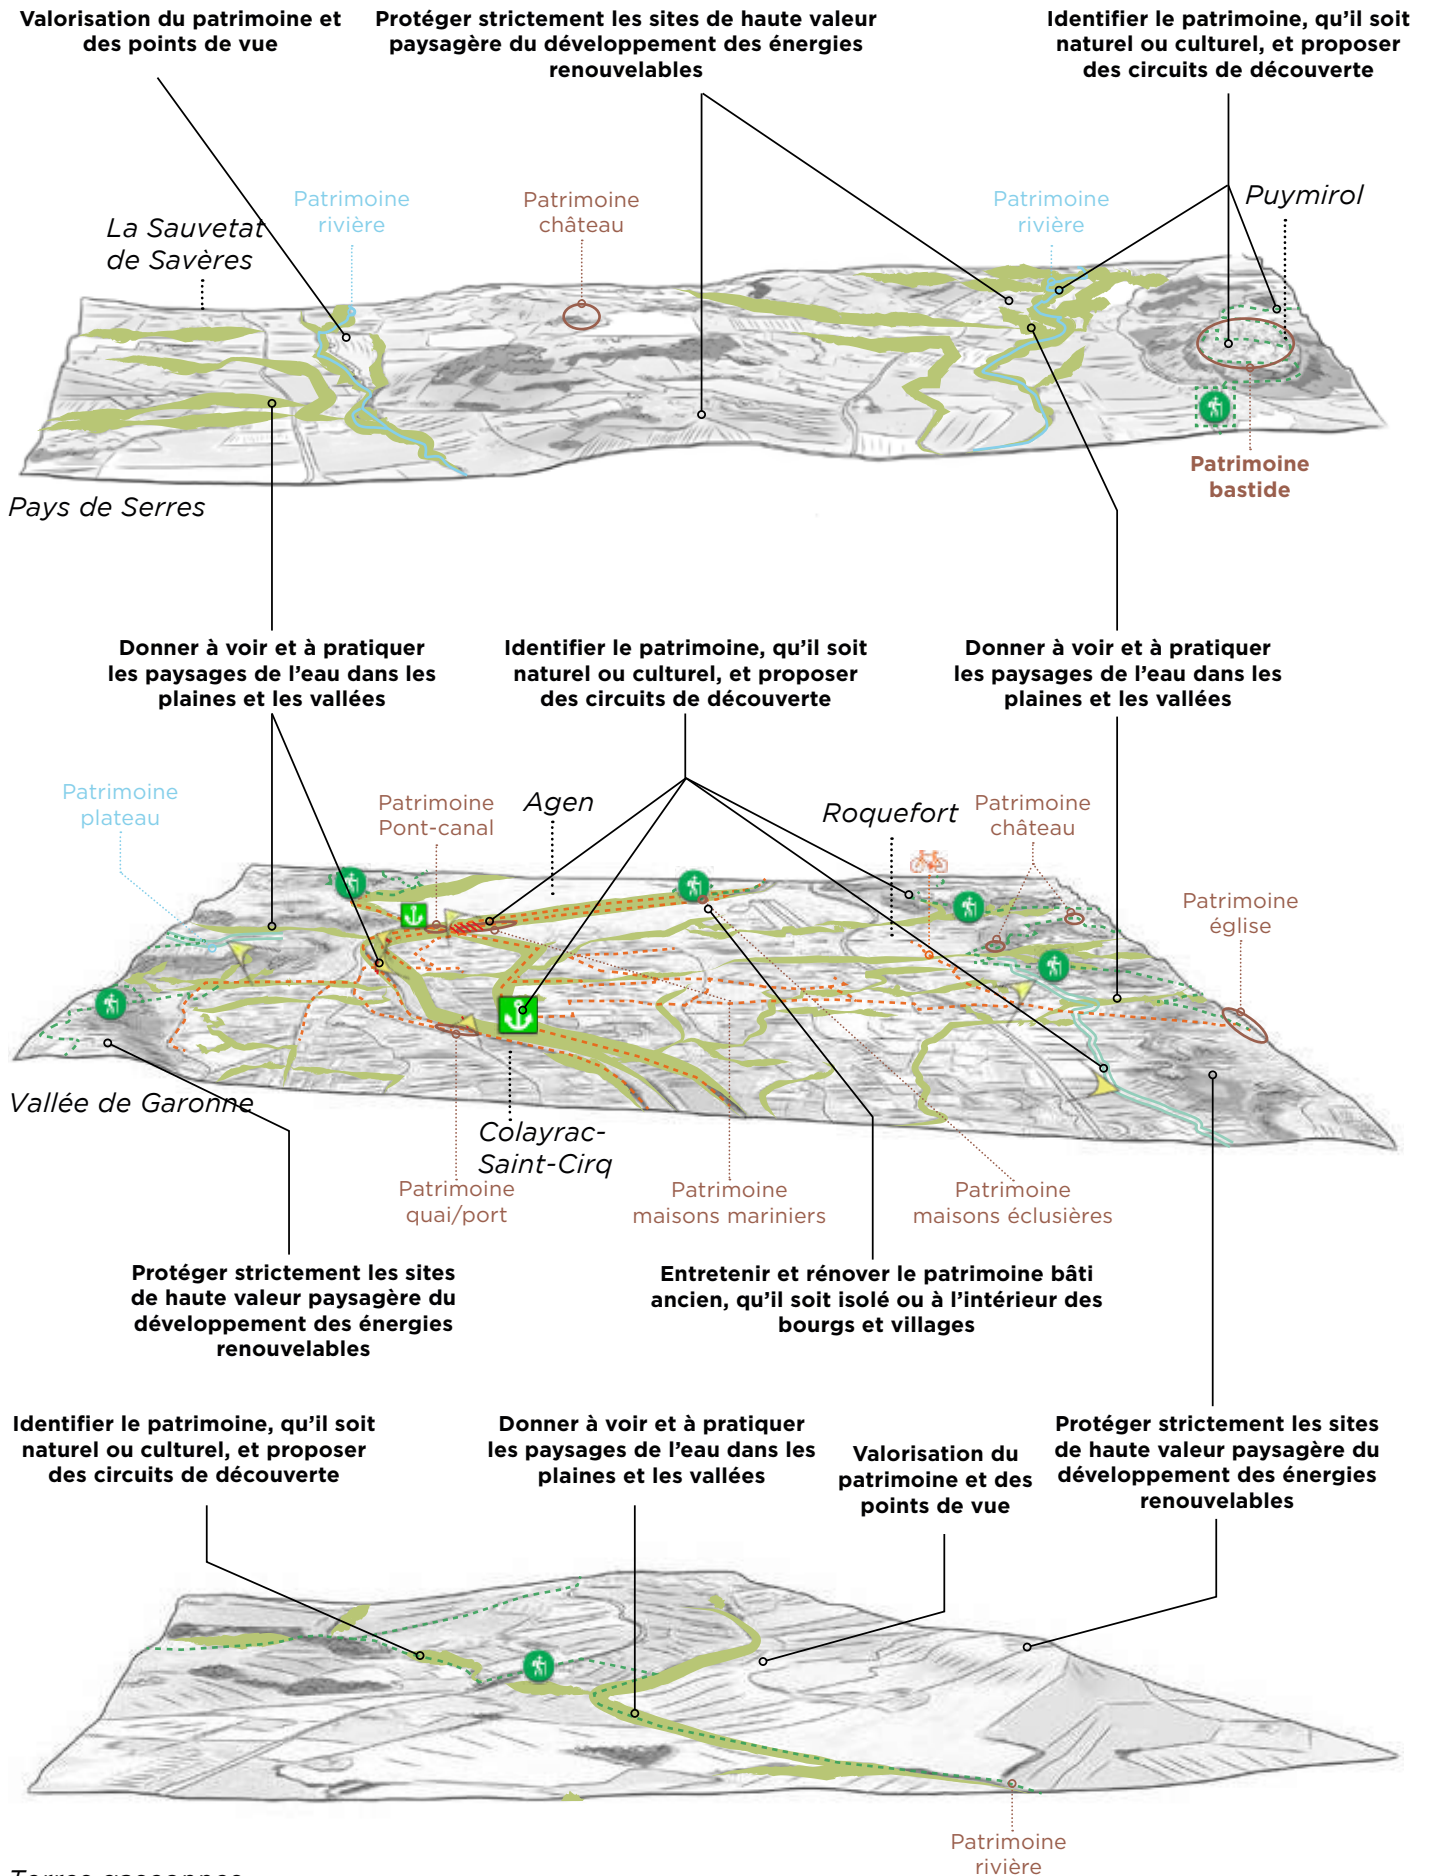 Valorisation du patrimoine et
des points de vue
Protéger strictement les sites de haute valeur
paysagère du développement des énergies
renouvelables
Identifier le patrimoine, qu'il soit
naturel ou culturel, et proposer
des circuits de découverte
La Sauvetat
de Savères
Patrimoine
rivière
Patrimoine
château
Patrimoine
rivière
Puymirol
Patrimoine
bastide
Pays de Serres
Donner à voir et à pratiquer
les paysages de l'eau dans les
plaines et les vallées
Identifier le patrimoine, qu'il soit
naturel ou culturel, et proposer
des circuits de découverte
Donner à voir et à pratiquer
les paysages de l'eau dans les
plaines et les vallées
Patrimoine
plateau
Patrimoine
Pont-canal
Agen
Roquefort
Patrimoine
château
Patrimoine
église
Vallée de Garonne
Colayrac-
Saint-Cirq
Patrimoine
quai/port
Patrimoine
maisons mariniers
Patrimoine
maisons éclusières
Protéger strictement les sites
de haute valeur paysagère du
développement des énergies
renouvelables
Entretenir et rénover le patrimoine bâti
ancien, qu'il soit isolé ou à l'intérieur des
bourgs et villages
Identifier le patrimoine, qu'il soit
naturel ou culturel, et proposer
des circuits de découverte
Donner à voir et à pratiquer
les paysages de l'eau dans les
plaines et les vallées
Valorisation du
patrimoine et des
points de vue
Protéger strictement les sites
de haute valeur paysagère du
développement des énergies
renouvelables
Patrimoine
rivière
Terres gasconnes